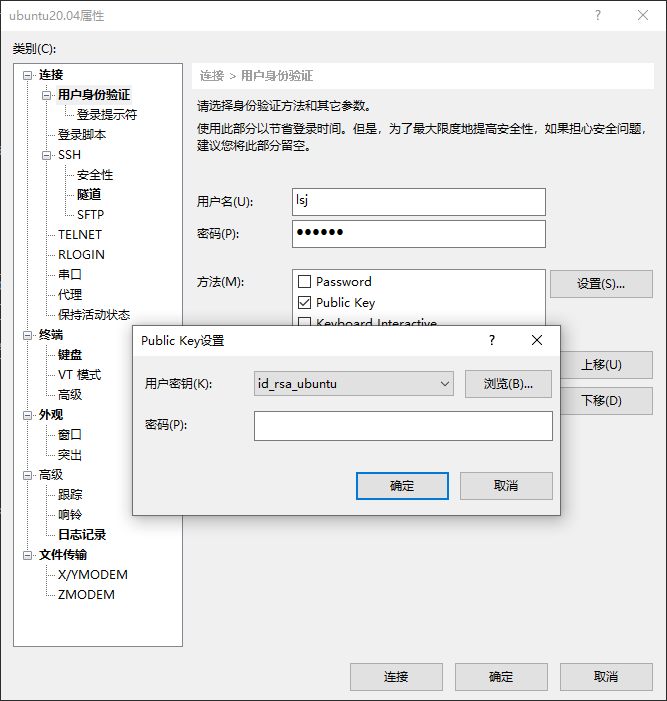 ubuntu20.04属性
类别(C):
连接
用户身份验证
登录提示符
登录脚本
SSH
安全性
隧道
SFTP
TELNET
RLOGIN
串口
代理
保持活动状态
终端
键盘
VT 模式
高级
外观
窗口
突出
高级
跟踪
响铃
日志记录
文件传输
X/YMODEM
ZMODEM
连接 > 用户身份验证
请选择身份验证方法和其它参数。
使用此部分以节省登录时间。但是，为了最大限度地提高安全性，如果担心安全问题，
建议您将此部分留空。
用户名(U):
lsj
密码(P):
方法(M):
Password
Public Key
Keyboard Interactive
设置(S)...
上移(U)
下移(D)
Public Key设置
用户密钥(K):
id_rsa_ubuntu
浏览(B)...
密码(P):
确定
取消
连接
确定
取消